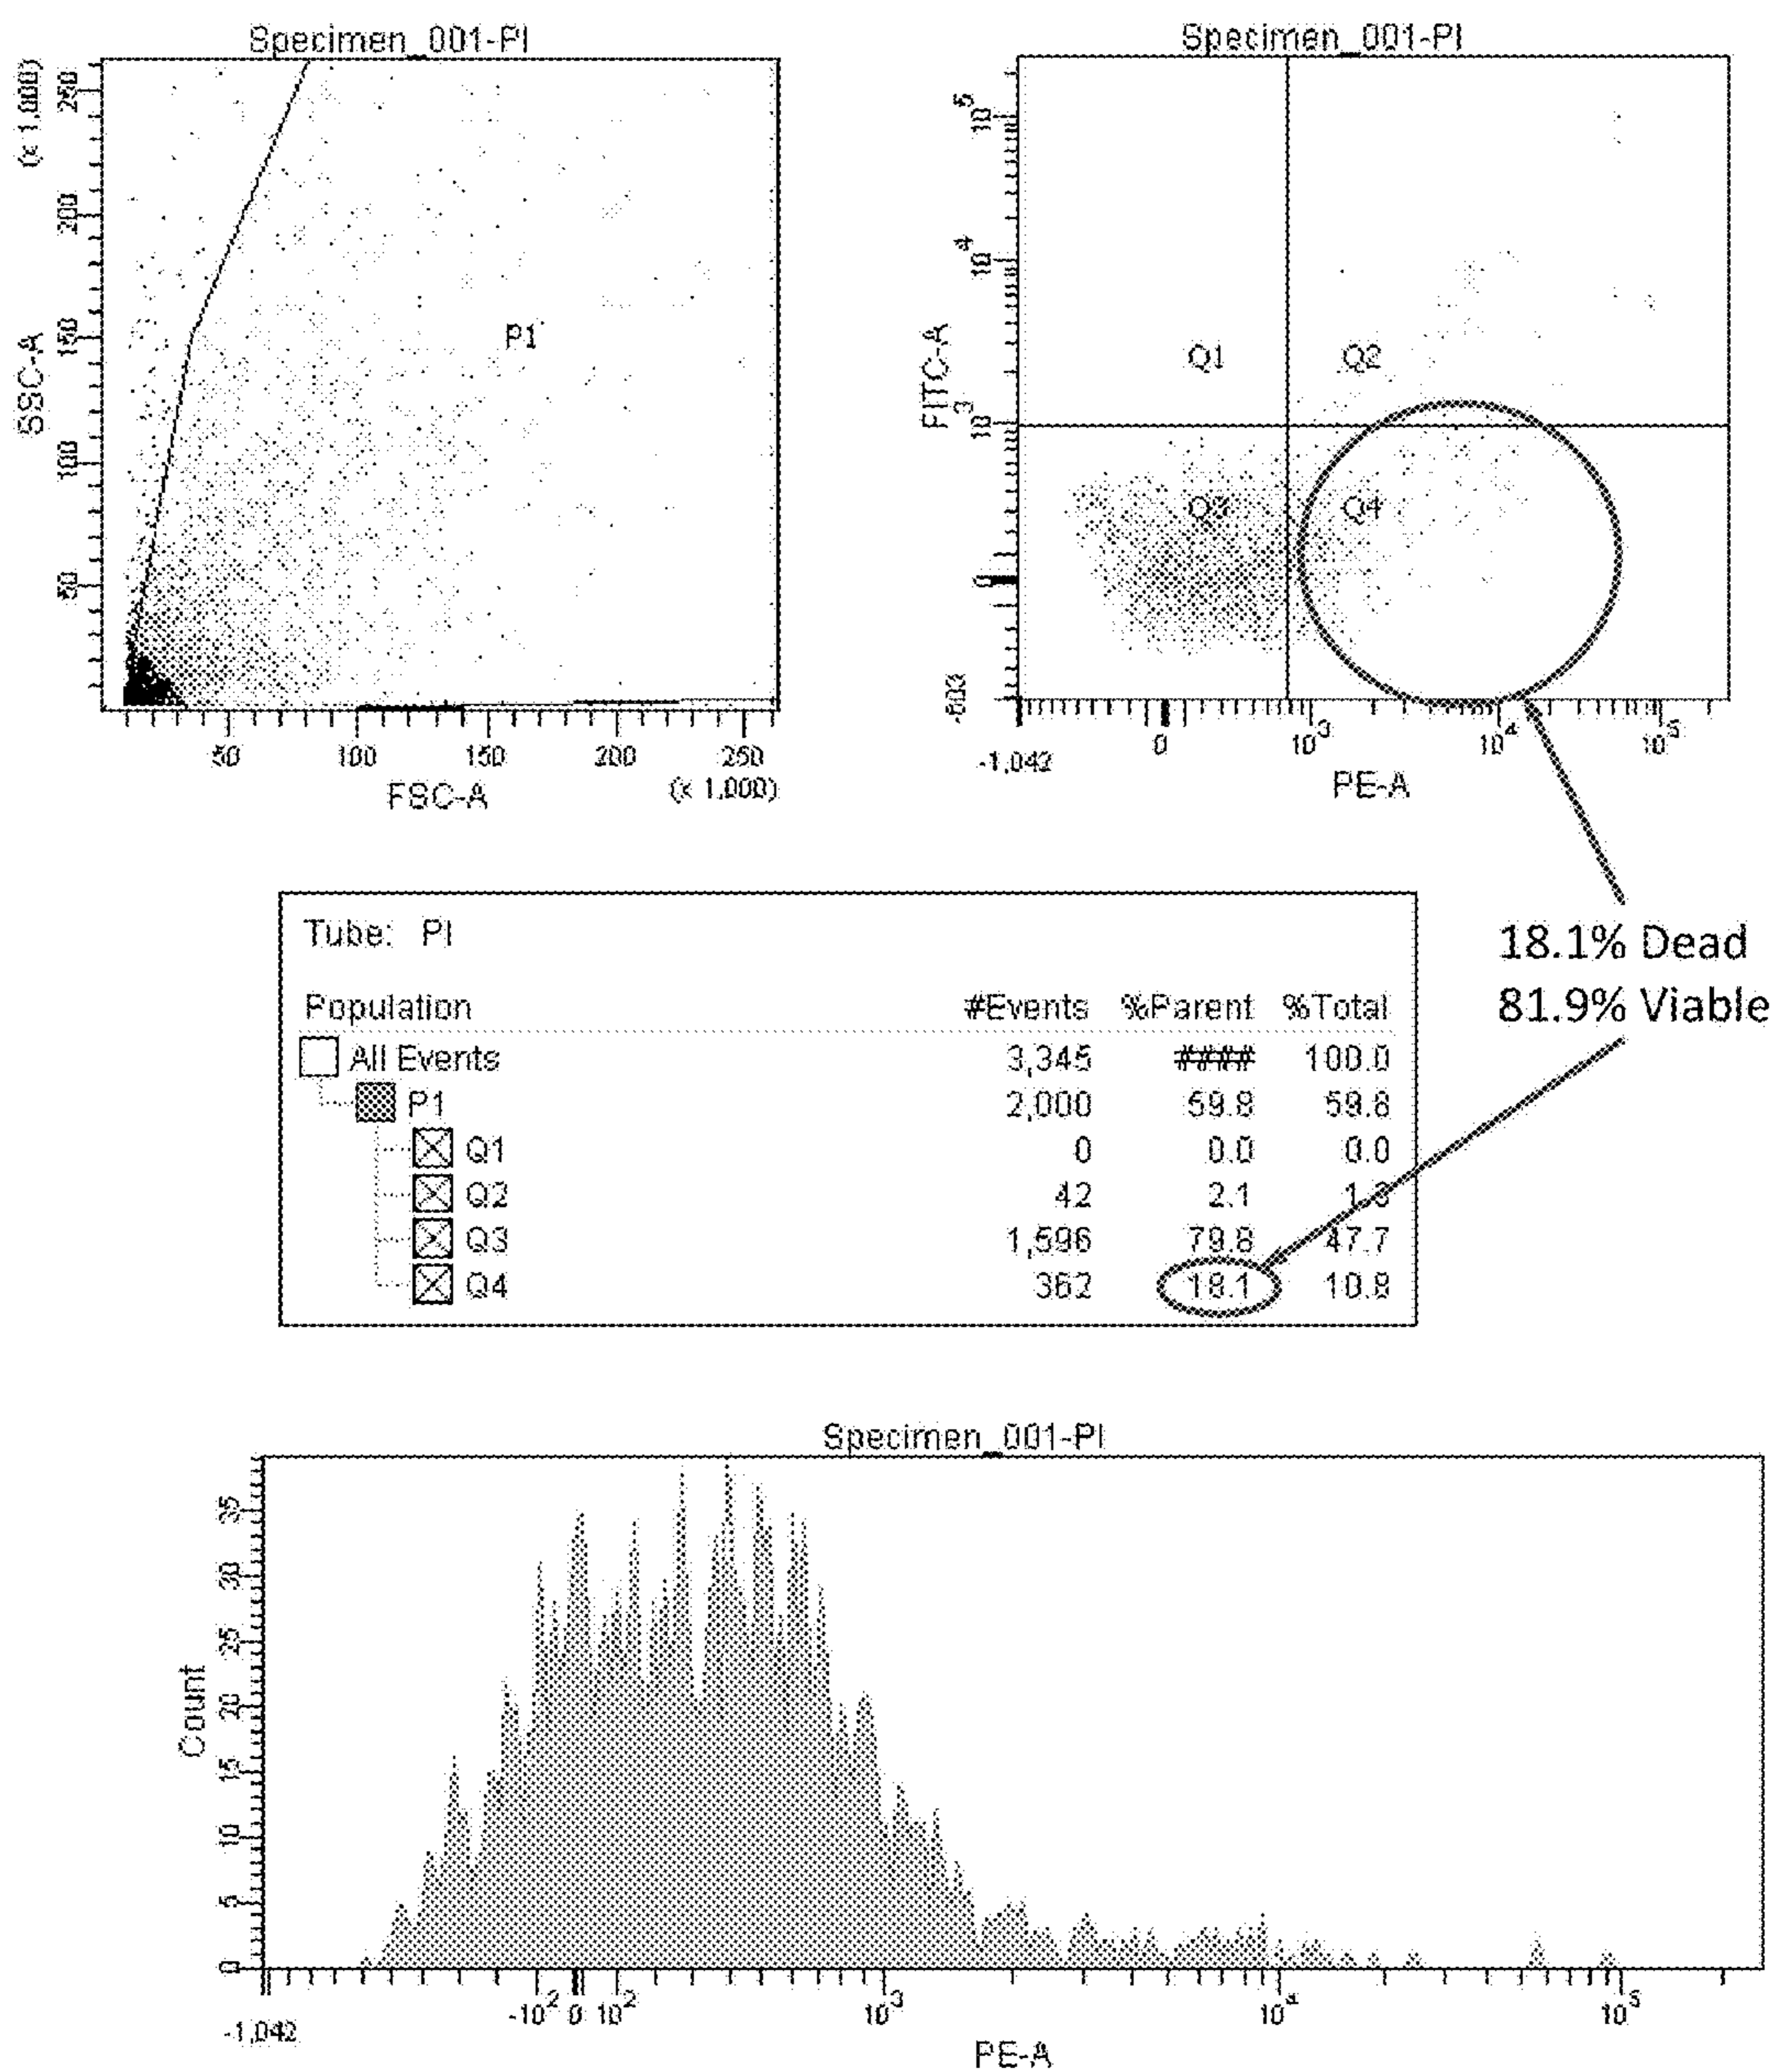 Specimen_001-PI
(x 1,000)
250
200
150
100
50
SSC-A
P1
50 100 150 200 250
FSC-A (x 1,000)
Specimen_001-PI
10^5
10^4
10^3
0
-583
FITC-A
Q1 Q2
Q3 Q4
-1,042 0 10^3 10^4 10^5
PE-A
18.1% Dead
81.9% Viable
Tube: PI
Population #Events %Parent %Total
All Events 3,345 #### 100.0
P1 2,000 59.8 59.8
Q1 0 0.0 0.0
Q2 42 2.1 1.3
Q3 1,596 79.8 47.7
Q4 362 18.1 10.8
Specimen_001-PI
35
30
25
20
15
10
5
0
Count
-1,042 -10^2 0 10^2 10^3 10^4 10^5
PE-A